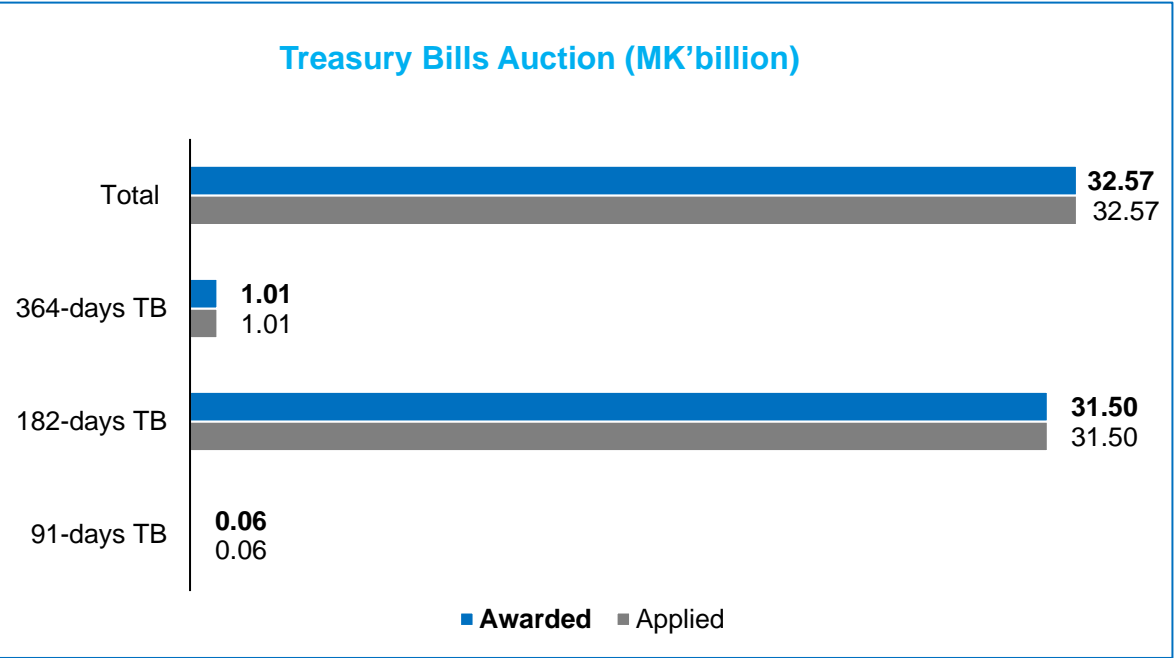 Treasury Bills Auction (MK’billion)
Total
32.57
32.57
364-days TB
1.01
1.01
182-days TB
31.50
31.50
91-days TB
0.06
0.06
Awarded Applied